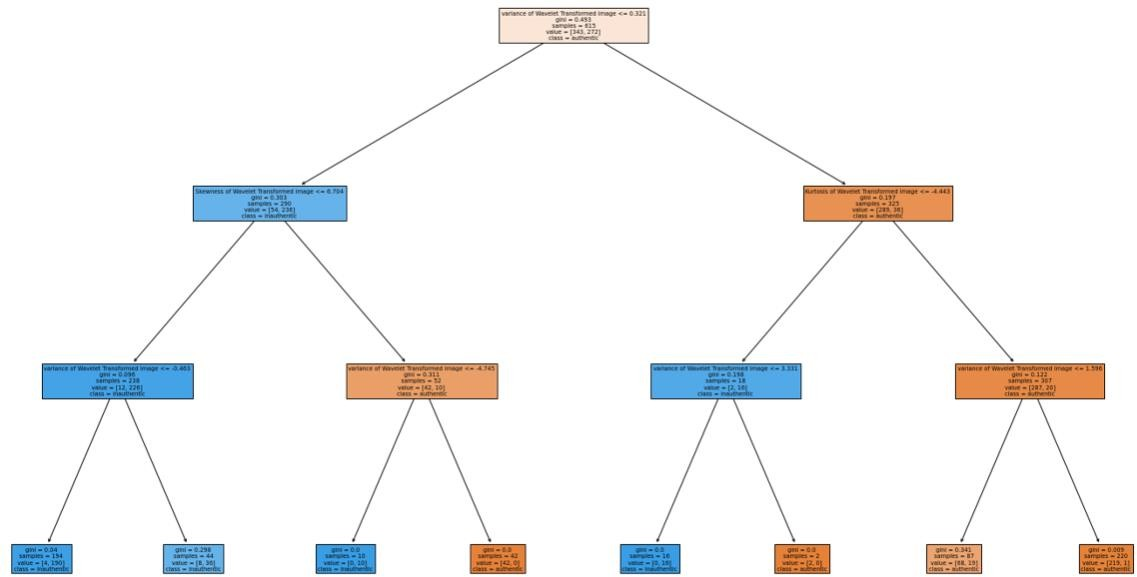 variance of Wavelet Transformed image <= 0.321
gini = 0.493
samples = 615
value = [343, 272]
class = authentic
Skewness of Wavelet Transformed image <= 6.704
gini = 0.303
samples = 290
value = [54, 236]
class = inauthentic
Kurtosis of Wavelet Transformed image <= -4.443
gini = 0.197
samples = 325
value = [289, 36]
class = authentic
variance of Wavelet Transformed image <= -0.463
gini = 0.096
samples = 238
value = [12, 226]
class = inauthentic
variance of Wavelet Transformed image <= -4.745
gini = 0.311
samples = 52
value = [42, 10]
class = authentic
variance of Wavelet Transformed image <= 3.331
gini = 0.198
samples = 18
value = [2, 16]
class = inauthentic
variance of Wavelet Transformed image <= 1.596
gini = 0.122
samples = 307
value = [287, 20]
class = authentic
gini = 0.04
samples = 194
value = [4, 190]
class = inauthentic
gini = 0.298
samples = 44
value = [8, 36]
class = inauthentic
gini = 0.0
samples = 10
value = [0, 10]
class = inauthentic
gini = 0.0
samples = 42
value = [42, 0]
class = authentic
gini = 0.0
samples = 16
value = [0, 16]
class = inauthentic
gini = 0.0
samples = 2
value = [2, 0]
class = authentic
gini = 0.341
samples = 87
value = [68, 19]
class = authentic
gini = 0.009
samples = 220
value = [219, 1]
class = authentic